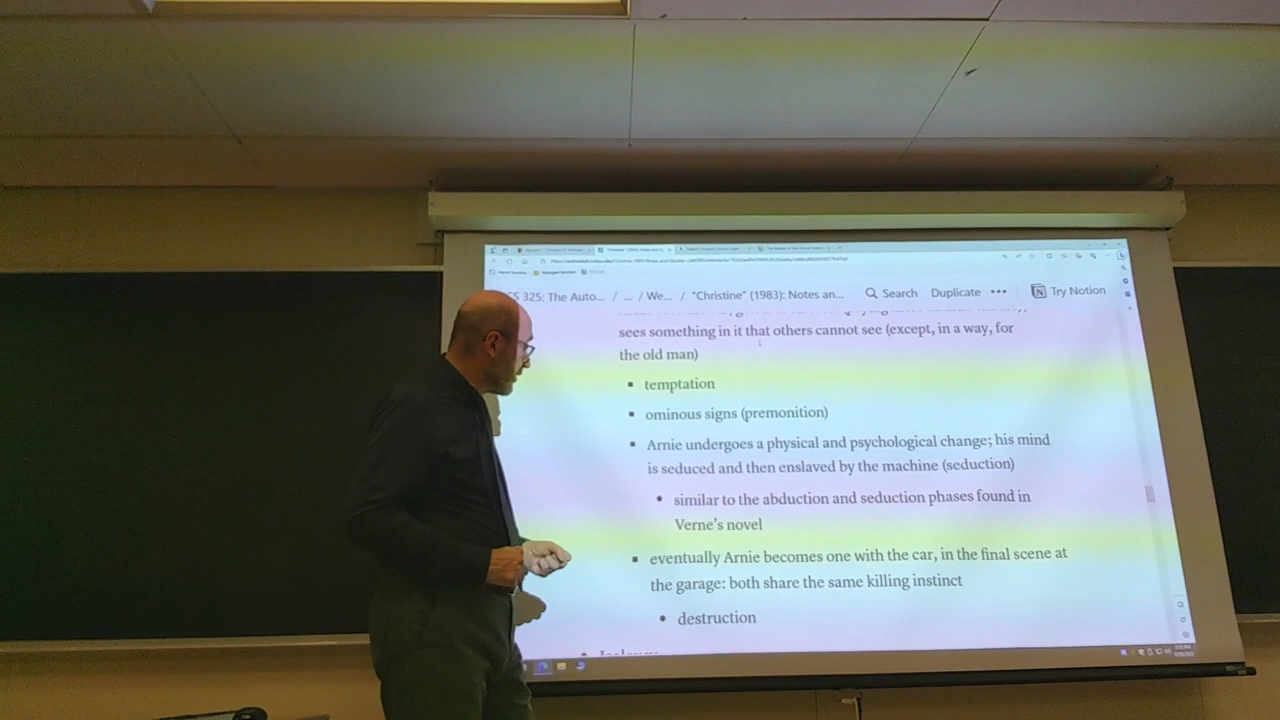 CS 325: The Auto... / ... / We... / "Christine" (1983): Notes an... Search Duplicate ••• Try Notion
sees something in it that others cannot see (except, in a way, for
the old man)
▪ temptation
▪ ominous signs (premonition)
▪ Arnie undergoes a physical and psychological change; his mind
is seduced and then enslaved by the machine (seduction)
• similar to the abduction and seduction phases found in
Verne's novel
▪ eventually Arnie becomes one with the car, in the final scene at
the garage: both share the same killing instinct
• destruction